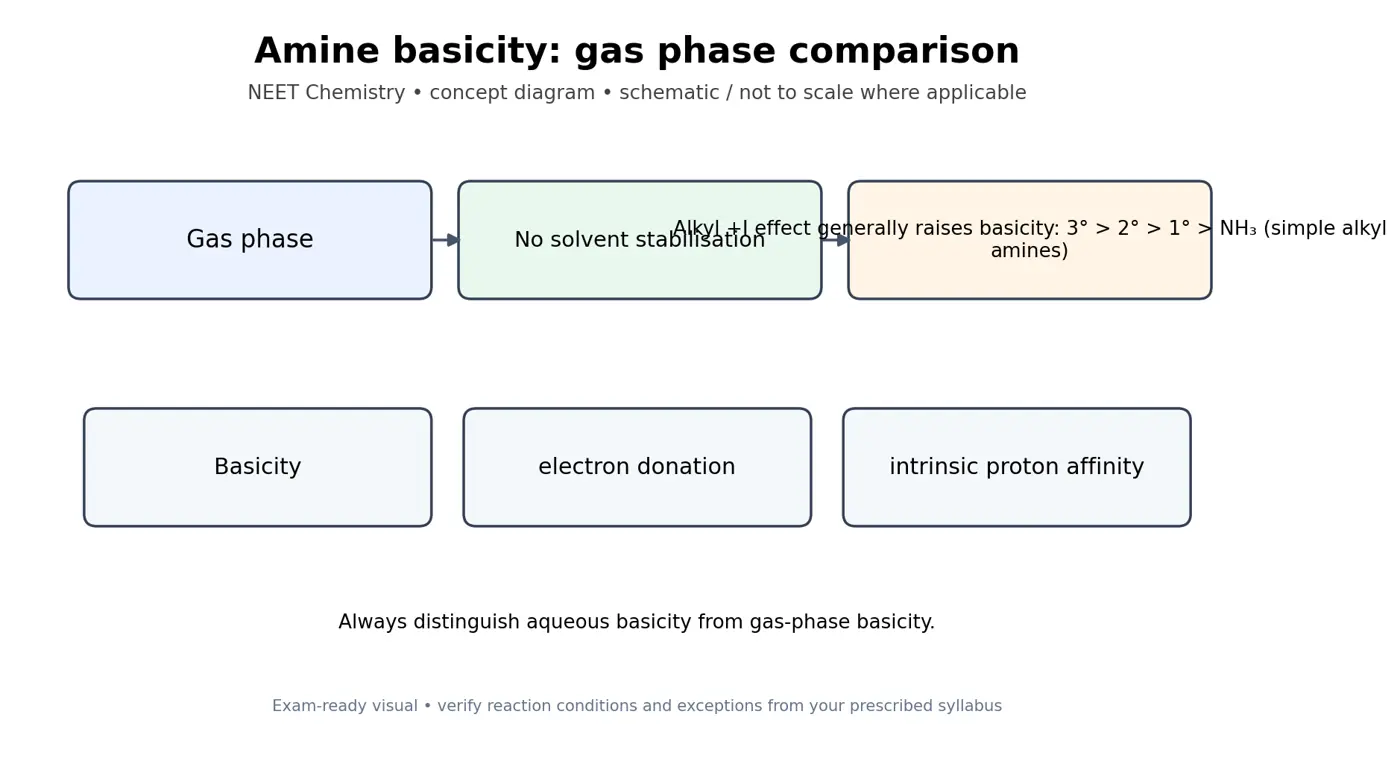 Amine basicity: gas phase comparison
NEET Chemistry • concept diagram • schematic / not to scale where applicable
Gas phase
No solvent stabilisation
Alkyl +I effect generally raises basicity: 3° > 2° > 1° > NH₃ (simple alkyl
amines)
Basicity
electron donation
intrinsic proton affinity
Always distinguish aqueous basicity from gas-phase basicity.
Exam-ready visual • verify reaction conditions and exceptions from your prescribed syllabus